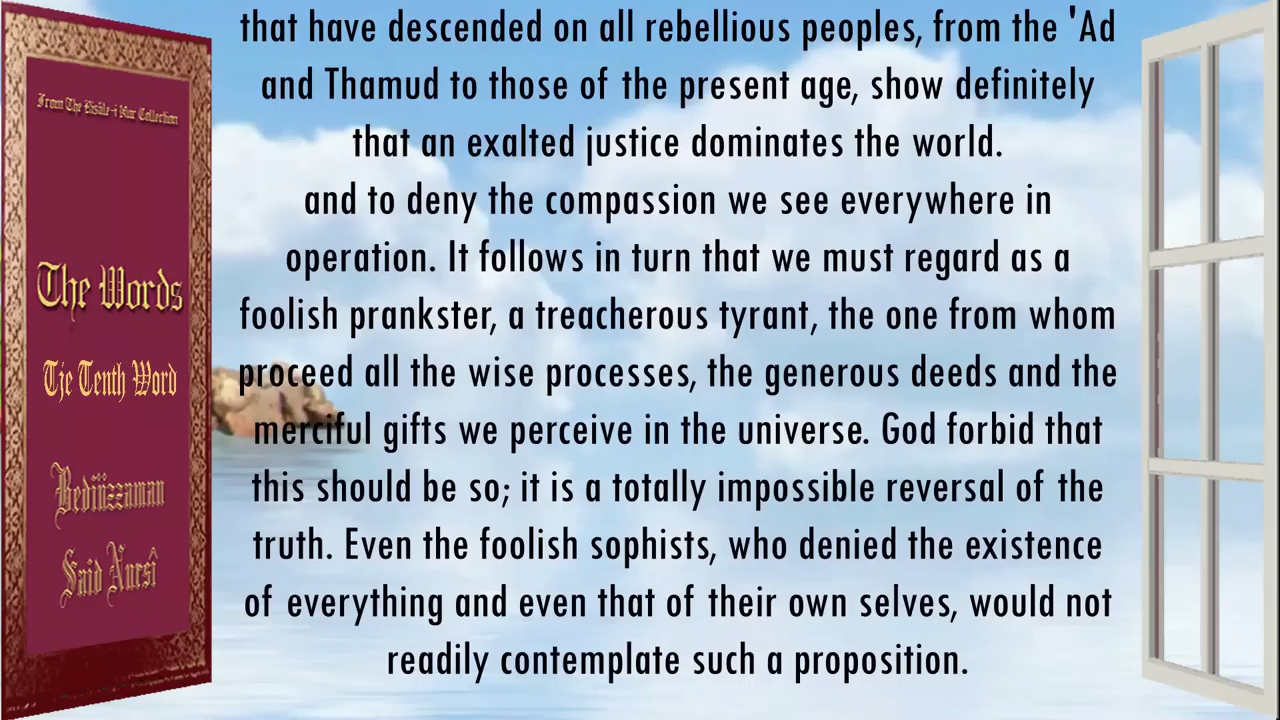 From The Risâle-i Nur Collection
The Words
Tje Tenth Word
Bediüzzaman
Said Nursî
that have descended on all rebellious peoples, from the 'Ad
and Thamud to those of the present age, show definitely
that an exalted justice dominates the world.
and to deny the compassion we see everywhere in
operation. It follows in turn that we must regard as a
foolish prankster, a treacherous tyrant, the one from whom
proceed all the wise processes, the generous deeds and the
merciful gifts we perceive in the universe. God forbid that
this should be so; it is a totally impossible reversal of the
truth. Even the foolish sophists, who denied the existence
of everything and even that of their own selves, would not
readily contemplate such a proposition.